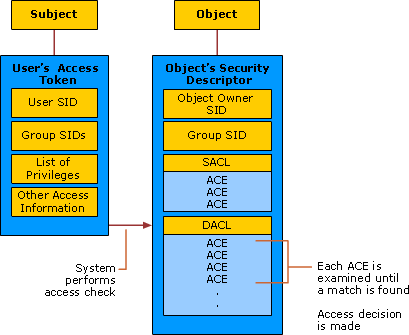 Subject
Object
User's Access
Token
User SID
Group SIDs
List of
Privileges
Other Access
Information
Object's Security
Descriptor
Object Owner
SID
Group SID
SACL
ACE
ACE
ACE
DACL
ACE
ACE
ACE
ACE
.
.
System
performs
access check
Each ACE is
examined until
a match is found
Access decision
is made